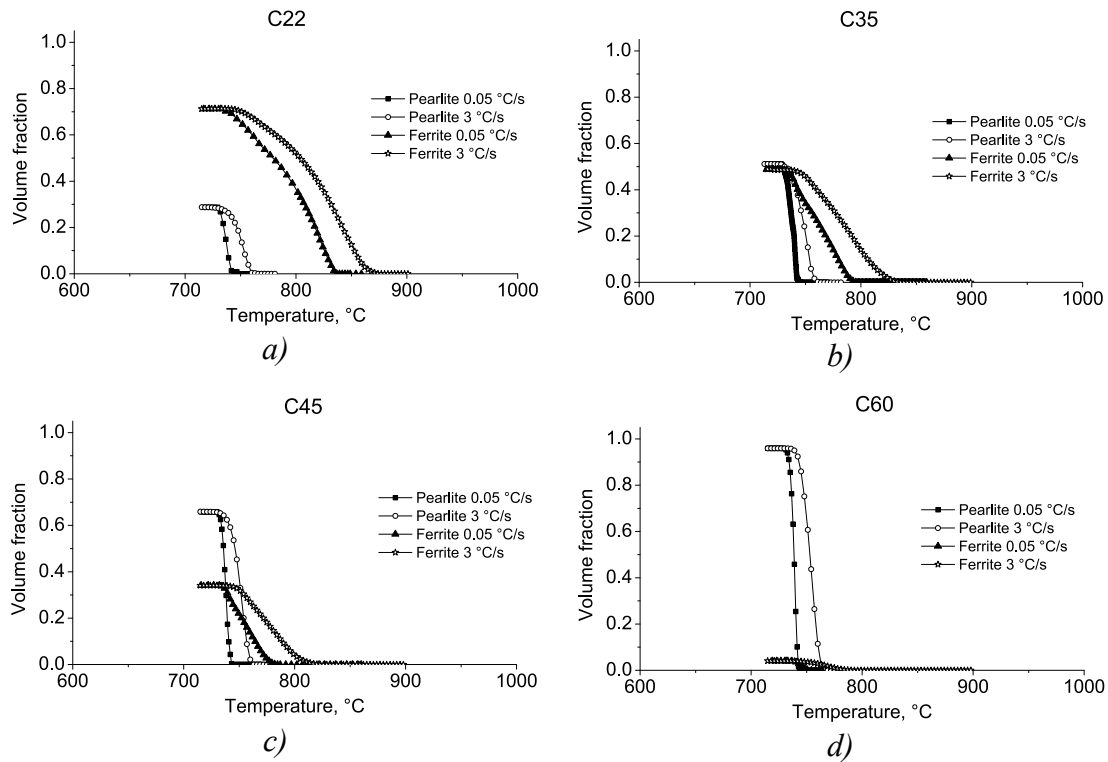 C22
1.0
0.8
0.6
0.4
0.2
0.0
Volume fraction
Pearlite 0.05 °C/s
Pearlite 3 °C/s
Ferrite 0.05 °C/s
Ferrite 3 °C/s
600 700 800 900 1000
Temperature, °C
a)
C35
1.0
0.8
0.6
0.4
0.2
0.0
Volume fraction
Pearlite 0.05 °C/s
Pearlite 3 °C/s
Ferrite 0.05 °C/s
Ferrite 3 °C/s
600 700 800 900 1000
Temperature, °C
b)
C45
1.0
0.8
0.6
0.4
0.2
0.0
Volume fraction
Pearlite 0.05 °C/s
Pearlite 3 °C/s
Ferrite 0.05 °C/s
Ferrite 3 °C/s
600 700 800 900 1000
Temperature, °C
c)
C60
1.0
0.8
0.6
0.4
0.2
0.0
Volume fraction
Pearlite 0.05 °C/s
Pearlite 3 °C/s
Ferrite 0.05 °C/s
Ferrite 3 °C/s
600 700 800 900 1000
Temperature, °C
d)